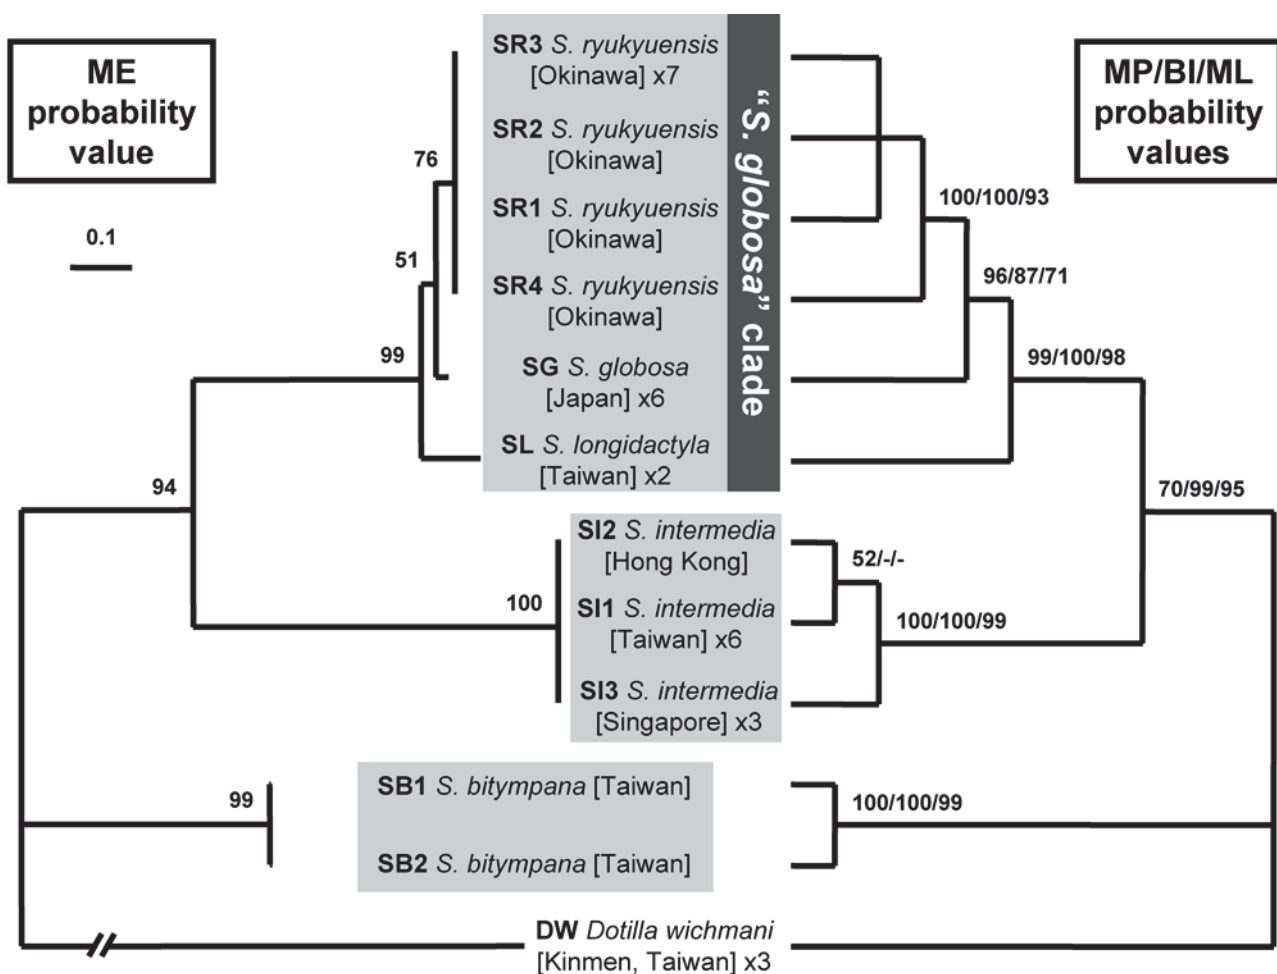 ME
probability
value
0.1
76
51
99
94
100
99
SR3 S. ryukyuensis
[Okinawa] x7
SR2 S. ryukyuensis
[Okinawa]
SR1 S. ryukyuensis
[Okinawa]
SR4 S. ryukyuensis
[Okinawa]
SG S. globosa
[Japan] x6
SL S. longidactyla
[Taiwan] x2
“S. globosa” clade
SI2 S. intermedia
[Hong Kong]
SI1 S. intermedia
[Taiwan] x6
SI3 S. intermedia
[Singapore] x3
SB1 S. bitympana [Taiwan]
SB2 S. bitympana [Taiwan]
DW Dotilla wichmani
[Kinmen, Taiwan] x3
MP/BI/ML
probability
values
100/100/93
96/87/71
99/100/98
70/99/95
52/-/-
100/100/99
100/100/99